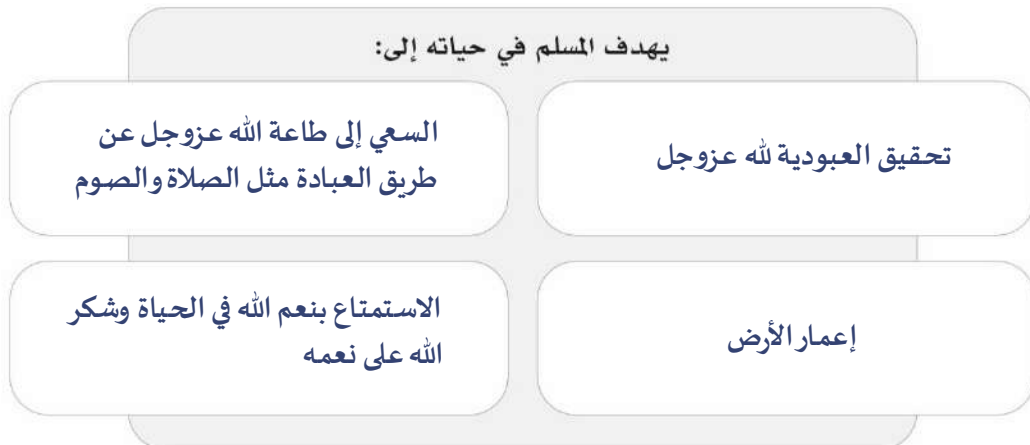 يهدف المسلم في حياته إلى:
تحقيق العبودية لله عزوجل
السعي إلى طاعة الله عزوجل عن
طريق العبادة مثل الصلاة والصوم
إعمار الأرض
الاستمتاع بنعم الله في الحياة وشكر
الله على نعمه